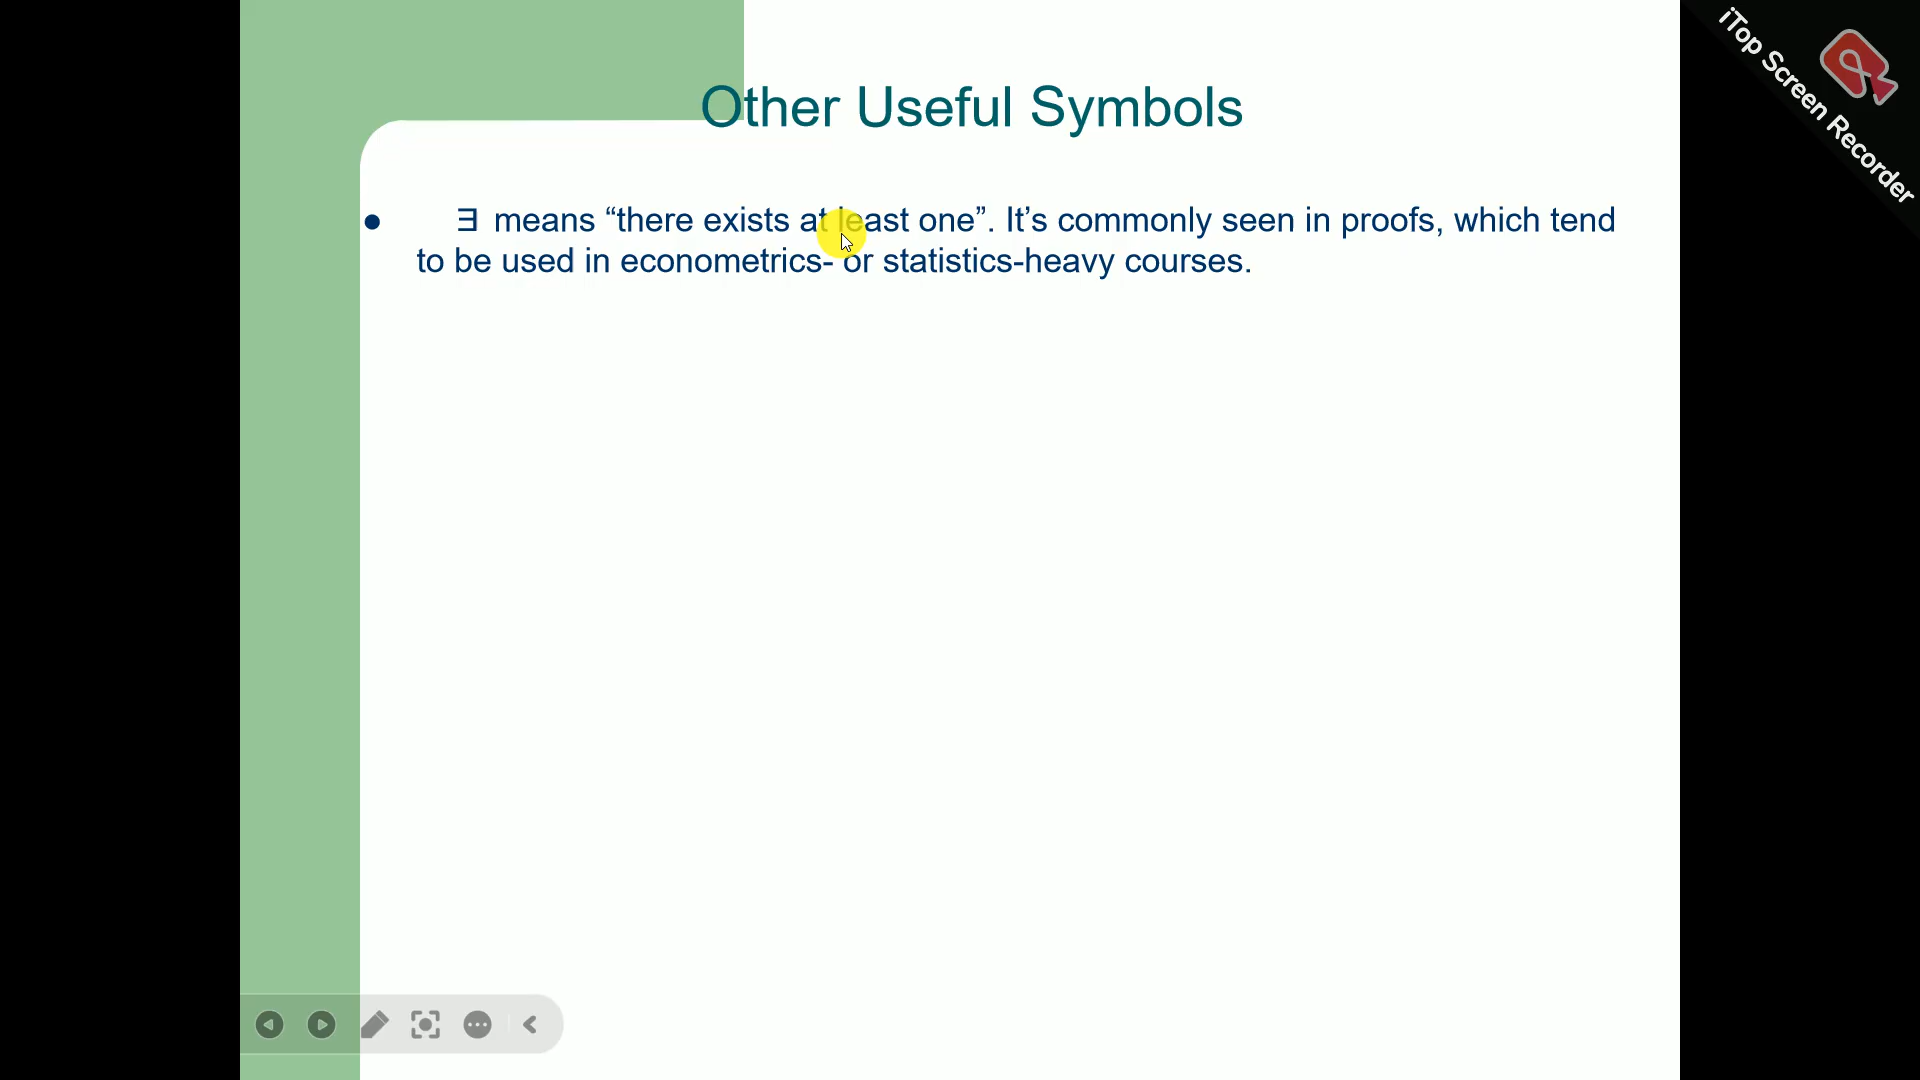 Other Useful Symbols
● ∃ means “there exists at least one”. It’s commonly seen in proofs, which tend
to be used in econometrics- or statistics-heavy courses.
iTop Screen Recorder